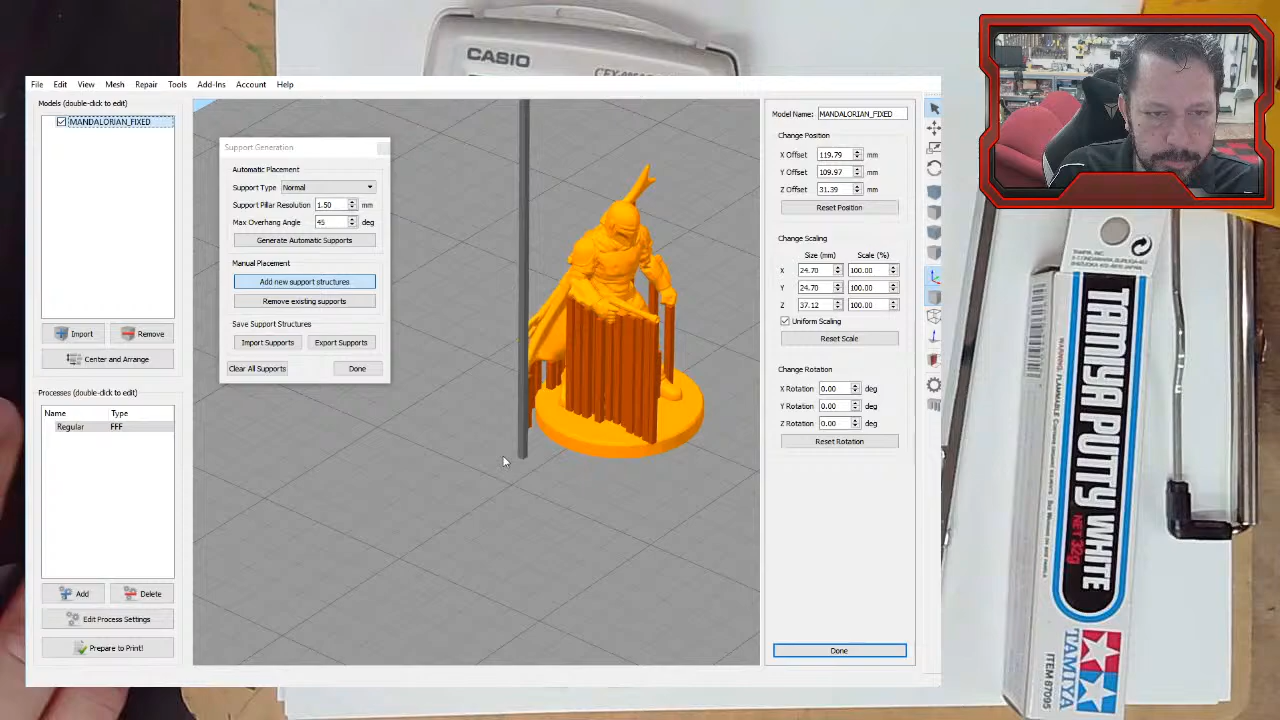 CASIO
File Edit View Mesh Repair Tools Add-Ins Account Help
Models (double-click to edit)
MANDALORIAN_FIXED
Import Remove
Center and Arrange
Processes (double-click to edit)
Name Type
Regular FFF
Add Delete
Edit Process Settings
Prepare to Print!
Support Generation
Automatic Placement
Support Type Normal
Support Pillar Resolution 1.50 mm
Max Overhang Angle 45 deg
Generate Automatic Supports
Manual Placement
Add new support structures
Remove existing supports
Save Support Structures
Import Supports Export Supports
Clear All Supports Done
Model Name: MANDALORIAN_FIXED
Change Position
X Offset 119.79 mm
Y Offset 109.97 mm
Z Offset 31.39 mm
Reset Position
Change Scaling
Size (mm) Scale (%)
X 24.70 100.00
Y 24.70 100.00
Z 37.12 100.00
Uniform Scaling
Reset Scale
Change Rotation
X Rotation 0.00 deg
Y Rotation 0.00 deg
Z Rotation 0.00 deg
Reset Rotation
Done
TAMIYA PUTTY WHITE
NET 32g
TAMIYA
ITEM 87095